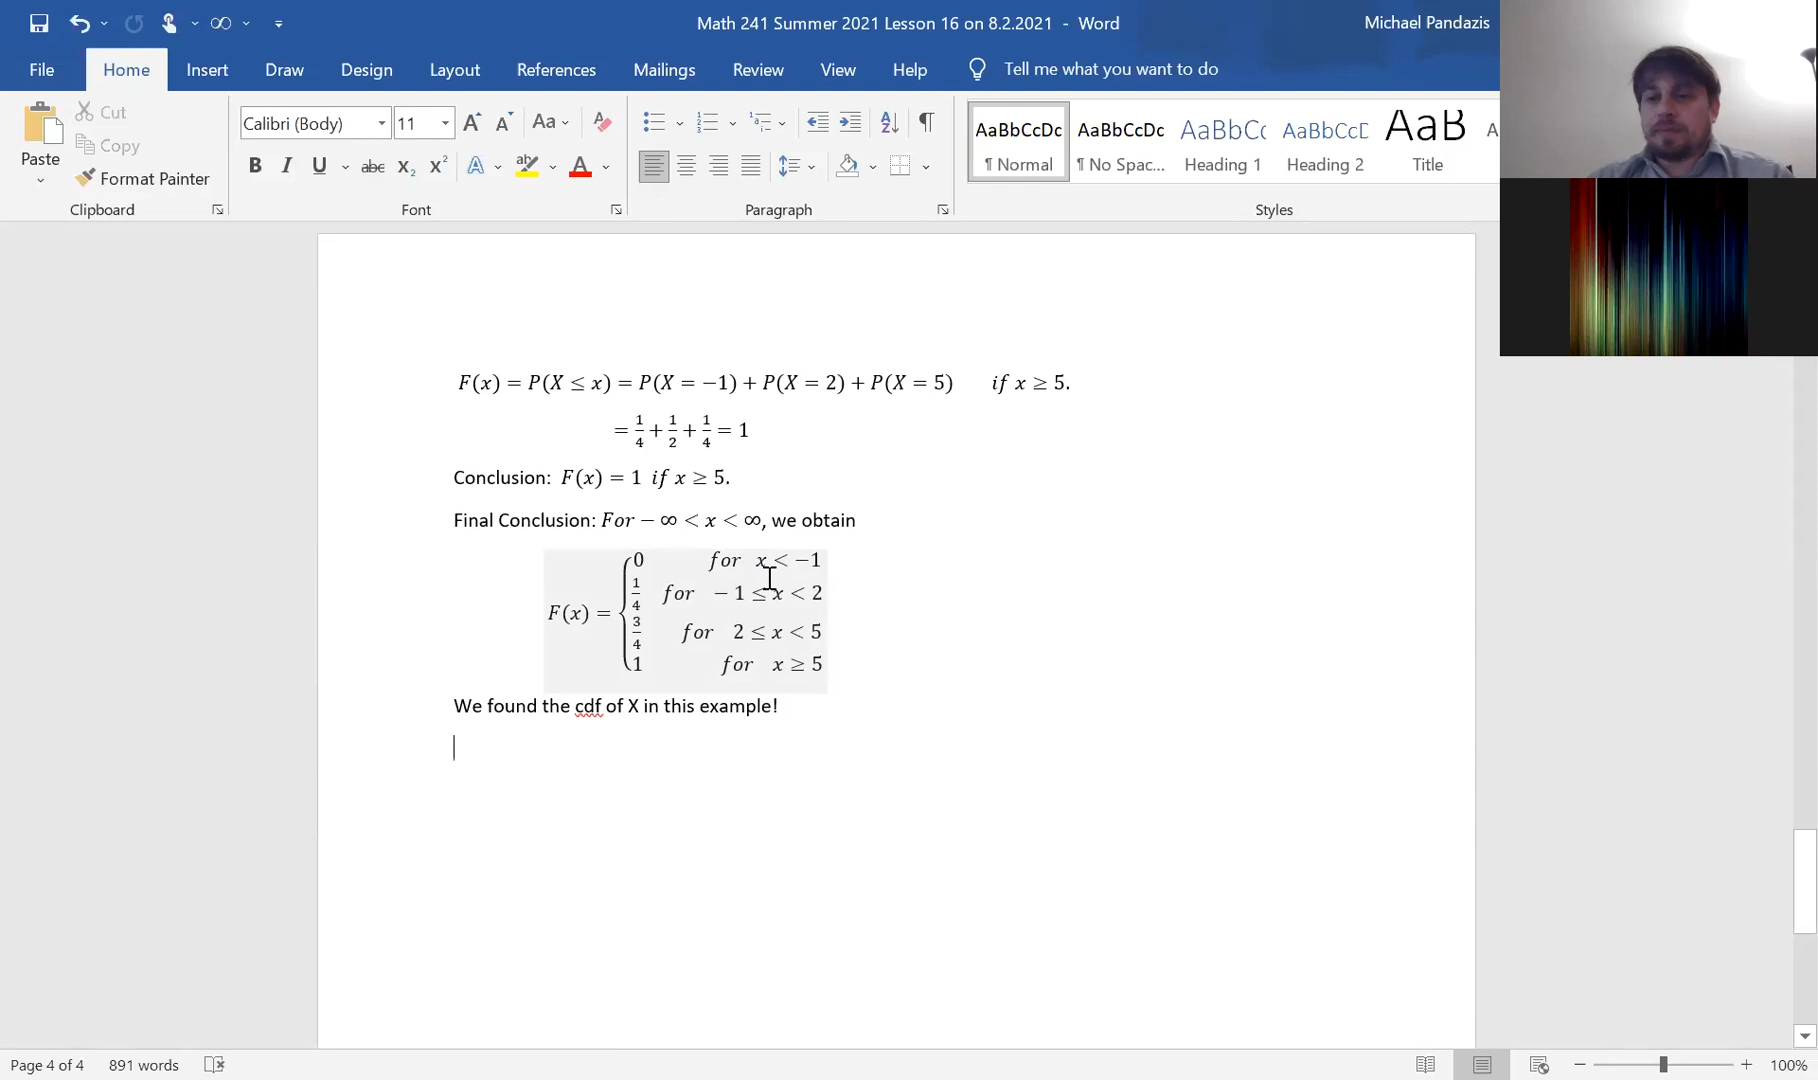 Math 241 Summer 2021 Lesson 16 on 8.2.2021 - Word
Michael Pandazis
File Home Insert Draw Design Layout References Mailings Review View Help Tell me what you want to do
Paste
Cut
Copy
Format Painter
Clipboard
Calibri (Body) 11
Font
Paragraph
AaBbCcDc AaBbCcDc AaBbCc AaBbCcD AaB
¶ Normal ¶ No Spac... Heading 1 Heading 2 Title
Styles
F(x) = P(X ≤ x) = P(X = −1) + P(X = 2) + P(X = 5) if x ≥ 5.
= 1/4 + 1/2 + 1/4 = 1
Conclusion: F(x) = 1 if x ≥ 5.
Final Conclusion: For − ∞ < x < ∞, we obtain
F(x) = { 0 for x < −1
1/4 for − 1 ≤ x < 2
3/4 for 2 ≤ x < 5
1 for x ≥ 5
We found the cdf of X in this example!
Page 4 of 4 891 words 100%